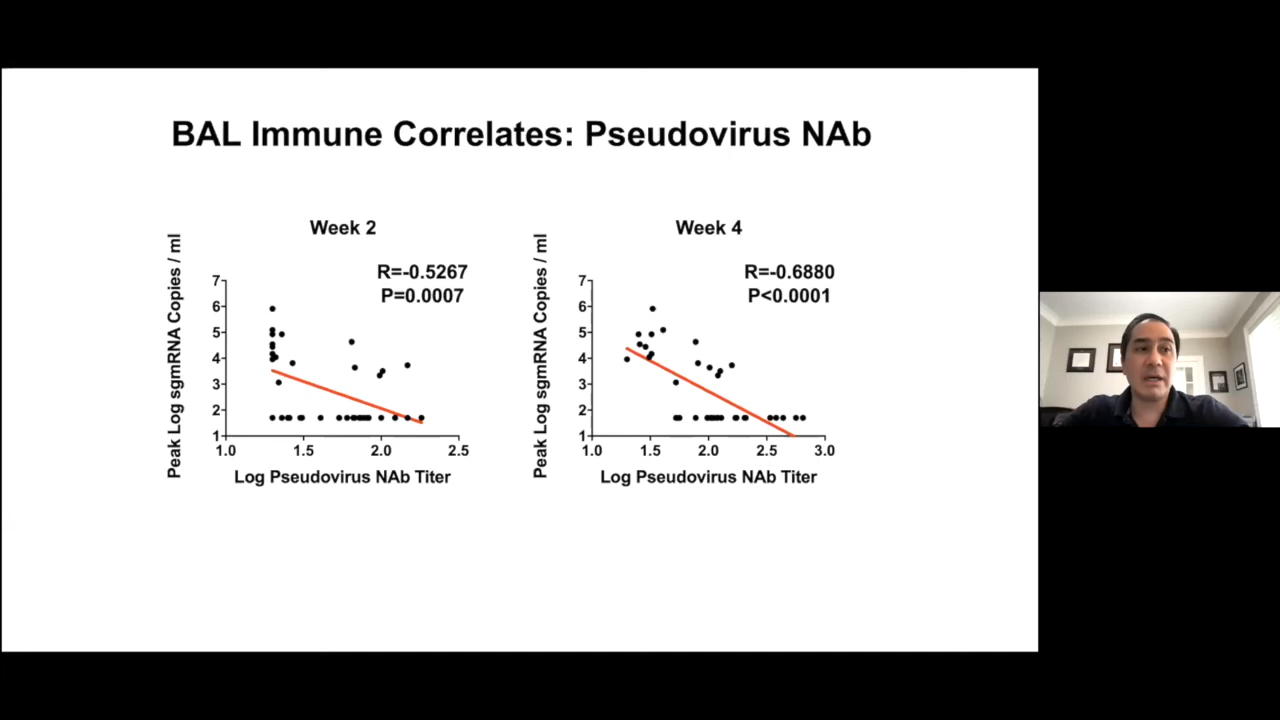 BAL Immune Correlates: Pseudovirus NAb
Week 2
R=-0.5267
P=0.0007
Peak Log sgmRNA Copies / ml
7
6
5
4
3
2
1
1.0 1.5 2.0 2.5
Log Pseudovirus NAb Titer
Week 4
R=-0.6880
P<0.0001
Peak Log sgmRNA Copies / ml
7
6
5
4
3
2
1
1.0 1.5 2.0 2.5 3.0
Log Pseudovirus NAb Titer